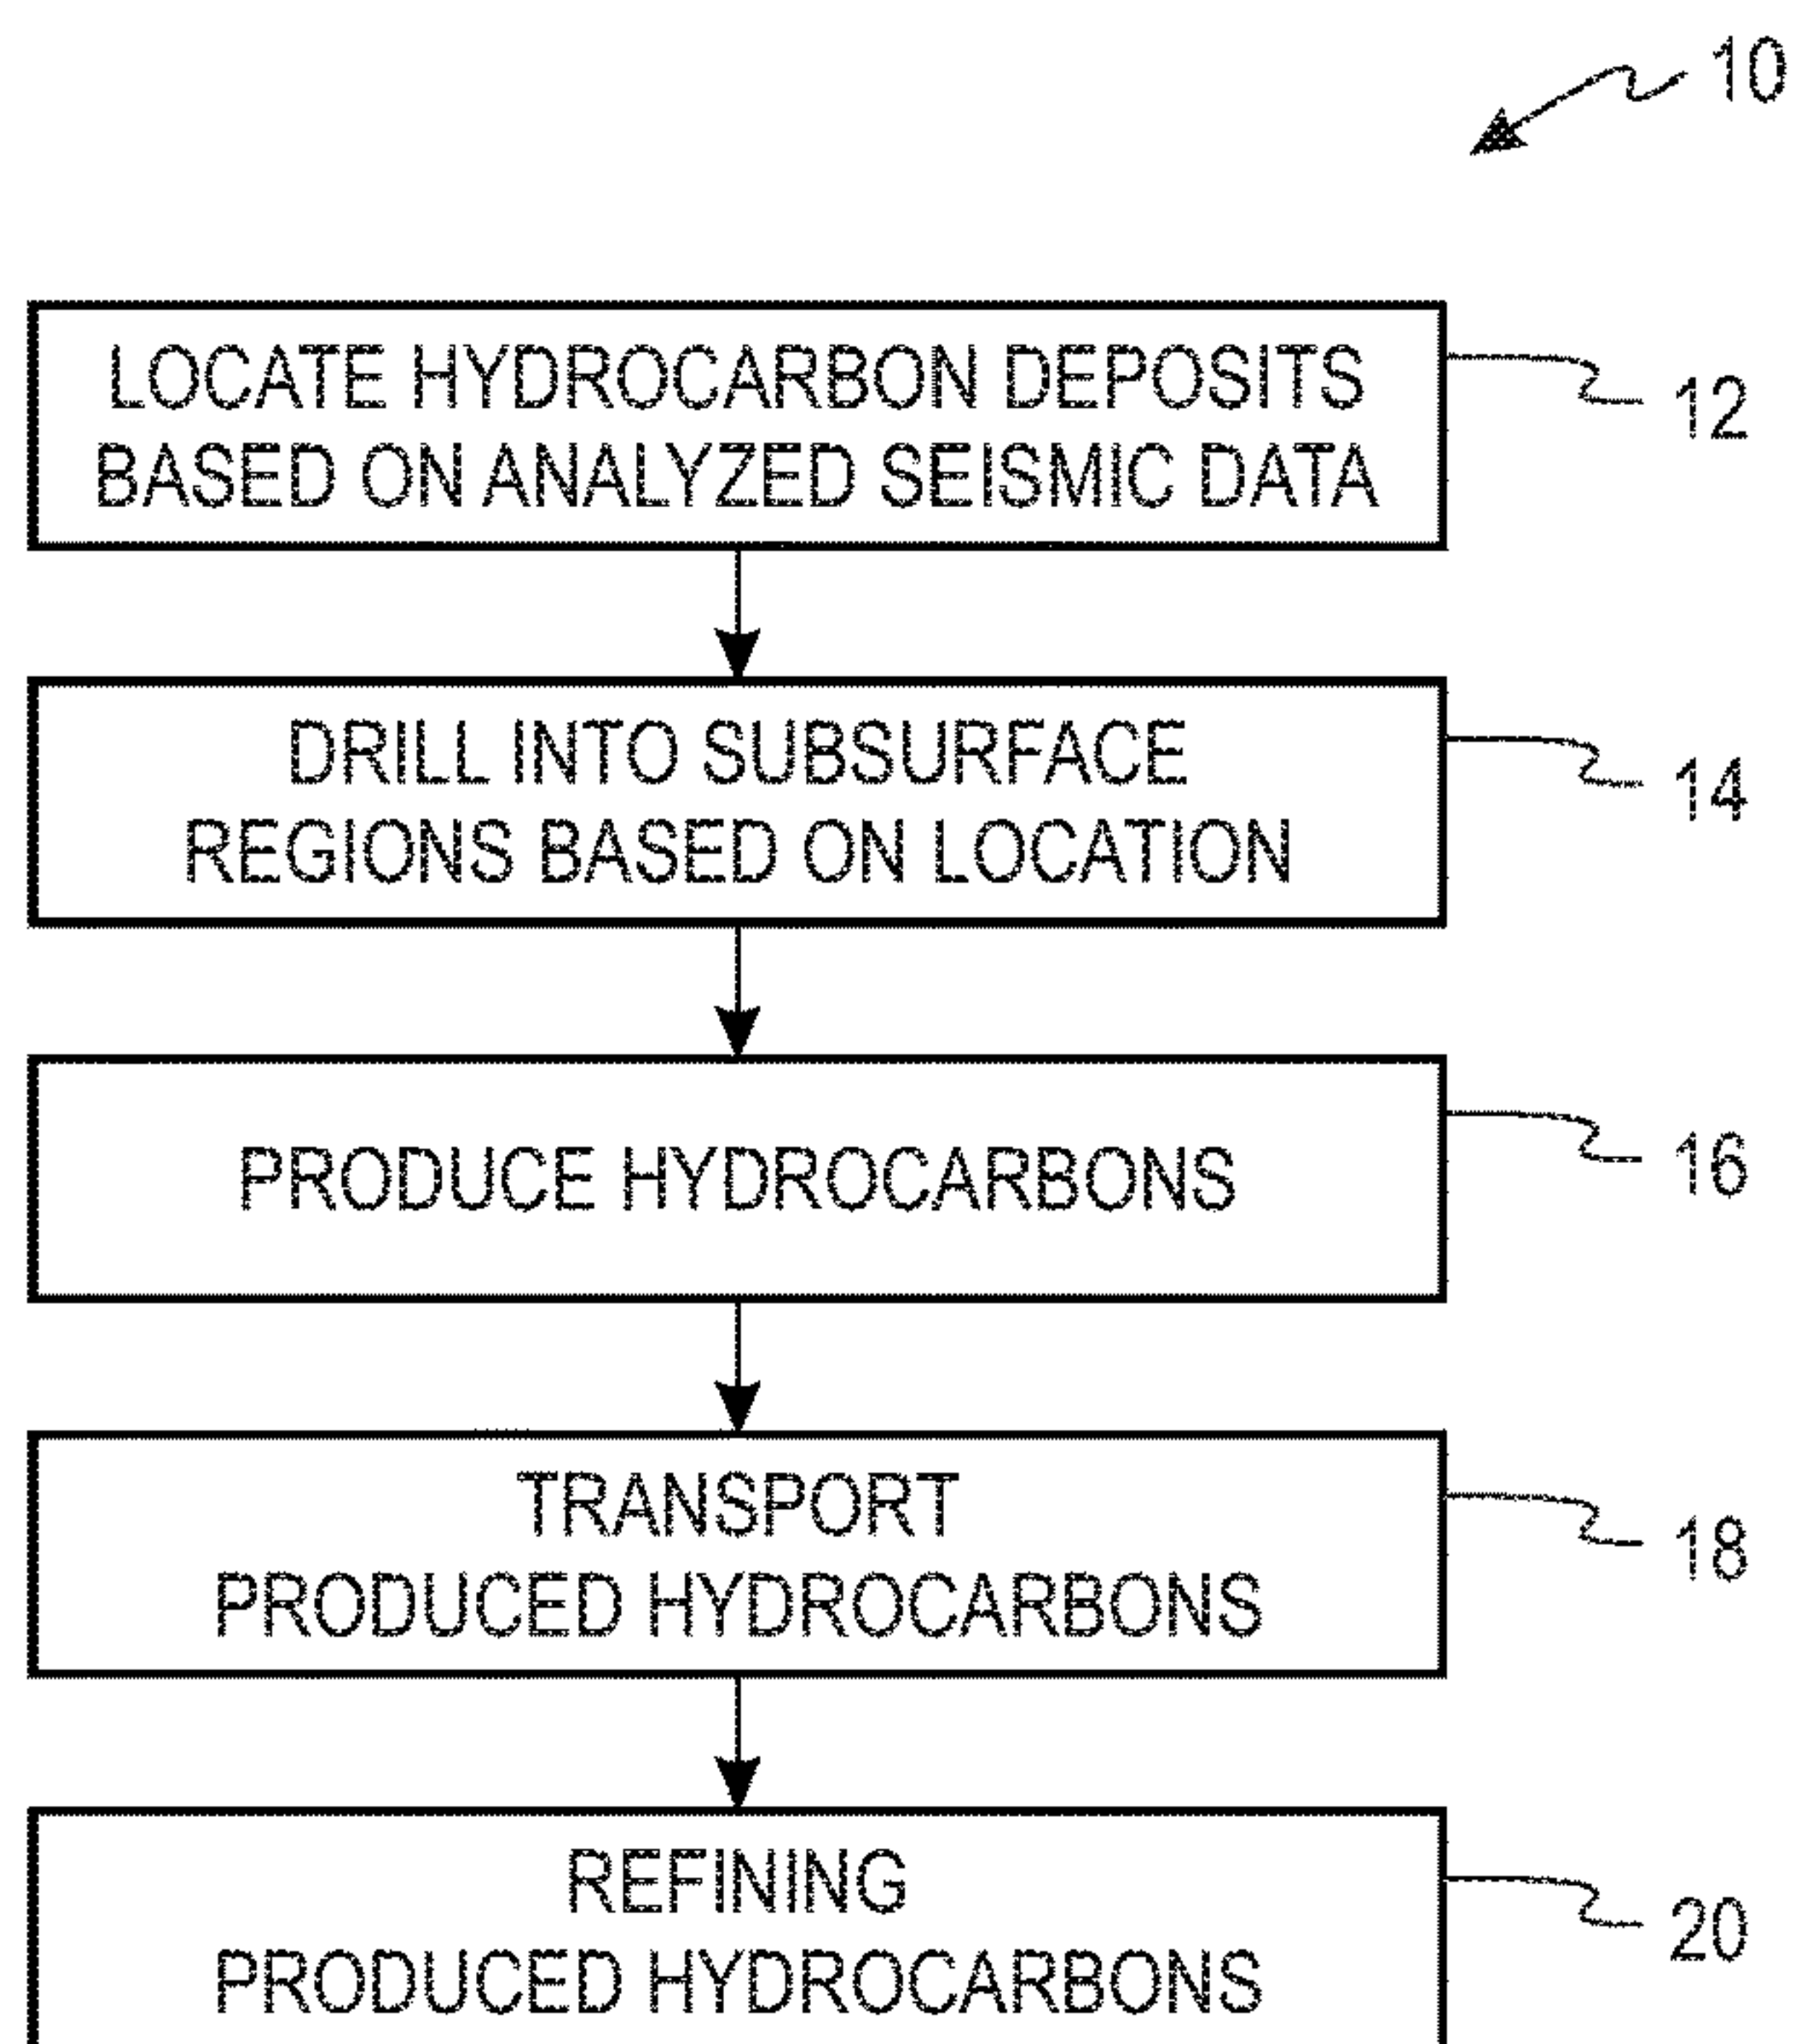 10
LOCATE HYDROCARBON DEPOSITS
BASED ON ANALYZED SEISMIC DATA
12
DRILL INTO SUBSURFACE
REGIONS BASED ON LOCATION
14
PRODUCE HYDROCARBONS
16
TRANSPORT
PRODUCED HYDROCARBONS
18
REFINING
PRODUCED HYDROCARBONS
20